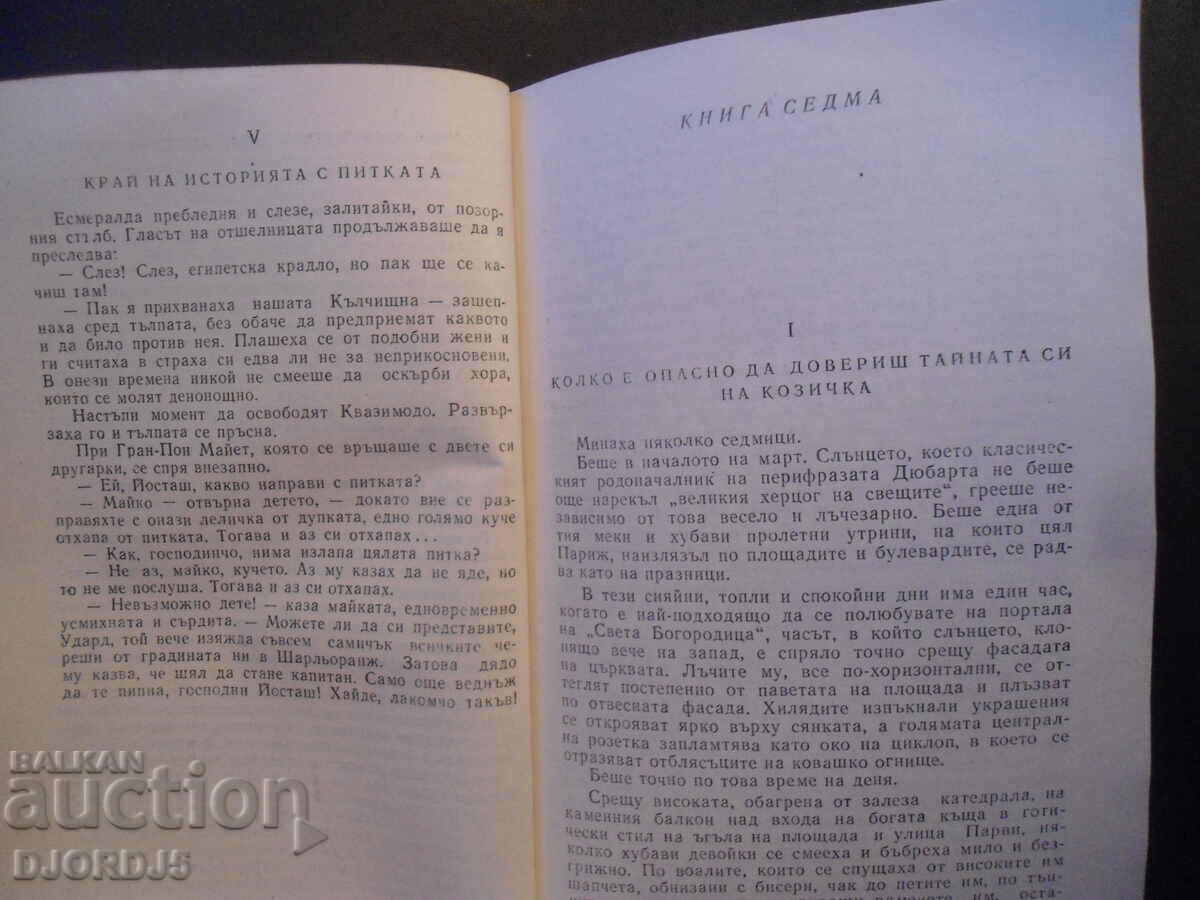 V
КРАЙ НА ИСТОРИЯТА С ПИТКАТА
Есмералда пребледня и слезе, залитайки, от позор-
ния стълб. Гласът на отшелницата продължаваше да я
преследва:
— Слез! Слез, египетска крадло, но пак ще се ка-
чиш там!
— Пак я прихванаха нашата Кълчишна — зашеп-
наха сред тълпата, без обаче да предприемат каквото
и да било против нея. Плашеха се от подобни жени и
ги считаха в страха си едва ли не за неприкосновени.
В онези времена никой не смееше да оскърби хора,
които се молят денонощно.
Настъпи момент да освободят Квазимодо. Развър-
заха го и тълпата се пръсна.
При Гран-Пон Майет, която се връщаше с двете си
другарки, се спря внезапно.
— Ей, Йосташ, какво направи с питката?
— Майко — отвърна детето, — докато вие се раз-
правяхте с онази леличка от дупката, едно голямо куче
отхапа от питката. Тогава и аз си отхапах...
— Как, господинчо, нима излапа цялата питка?
— Не аз, майко, кучето. Аз му казах да не яде, но
то не ме послуша. Тогава и аз си отхапах.
— Невъзможно дете! — каза майката, едновременно
усмихната и сърдита. — Можете ли да си представите,
Удард, той вече изяжда съвсем самичък всичките че-
реши от градината ни в Шарльоранж. Затова дядо
му казва, че щял да стане капитан. Само още веднъж
да те пипна, господин Йосташ! Хайде, лакомчо такъв!
КНИГА СЕДМА
I
КОЛКО Е ОПАСНО ДА ДОВЕРИШ ТАЙНАТА СИ
НА КОЗИЧКА
Минаха няколко седмици.
Беше в началото на март. Слънцето, което класичес-
кият родоначалник на перифразата Дюбарта не беше
още нарекъл „великия херцог на свещите“, грееше не-
зависимо от това весело и лъчезарно. Беше една от
тия меки и хубави пролетни утрини, на които цял
Париж, наизлязъл по площадите и булевардите, се рад-
ва като на празници.
В тези сияйни, топли и спокойни дни има един час,
когато е най-подходящо да се полюбувате на портала
на „Света Богородица“, часът, в който слънцето, кло-
нящо вече на запад, е спряло точно срещу фасадата
на църквата. Лъчите му, все по-хоризонтални, се от-
теглят постепенно от паветата на площада и плъзват
по отвесната фасада. Хилядите изпъкнали украшения
се открояват ярко върху сянката, а голямата централ-
на розетка запламтява като око на циклоп, в което се
отразяват отблясъците на ковашко огнище.
Беше точно по това време на деня.
Срещу високата, обагрена от залеза катедрала, на
каменния балкон над входа на богата къща в готи-
чески стил на ъгъла на площада и улица Парви, ня-
колко хубави девойки се смееха и бъбреха мило и без-
грижно. По воалите, които се спущаха от високите им
шапчета, обнизани с бисери, чак до петите им, по тън-
им, оста-
BALKAN
auction
DJORDJ5